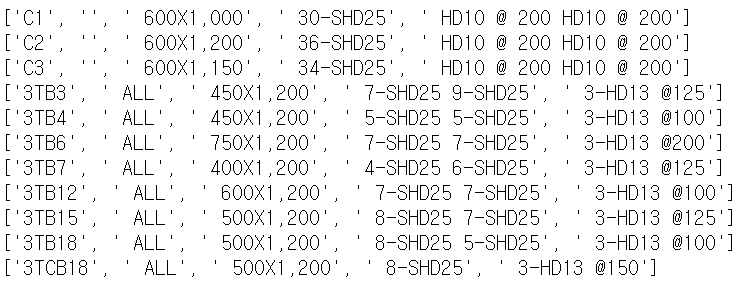 ['C1', '', ' 600X1,000', ' 30-SHD25', ' HD10 @ 200 HD10 @ 200']
['C2', '', ' 600X1,200', ' 36-SHD25', ' HD10 @ 200 HD10 @ 200']
['C3', '', ' 600X1,150', ' 34-SHD25', ' HD10 @ 200 HD10 @ 200']
['3TB3', ' ALL', ' 450X1,200', ' 7-SHD25 9-SHD25', ' 3-HD13 @125']
['3TB4', ' ALL', ' 450X1,200', ' 5-SHD25 5-SHD25', ' 3-HD13 @100']
['3TB6', ' ALL', ' 750X1,200', ' 7-SHD25 7-SHD25', ' 3-HD13 @200']
['3TB7', ' ALL', ' 400X1,200', ' 4-SHD25 6-SHD25', ' 3-HD13 @125']
['3TB12', ' ALL', ' 600X1,200', ' 7-SHD25 7-SHD25', ' 3-HD13 @100']
['3TB15', ' ALL', ' 500X1,200', ' 8-SHD25 7-SHD25', ' 3-HD13 @125']
['3TB18', ' ALL', ' 500X1,200', ' 8-SHD25 5-SHD25', ' 3-HD13 @100']
['3TCB18', ' ALL', ' 500X1,200', ' 8-SHD25', ' 3-HD13 @150']